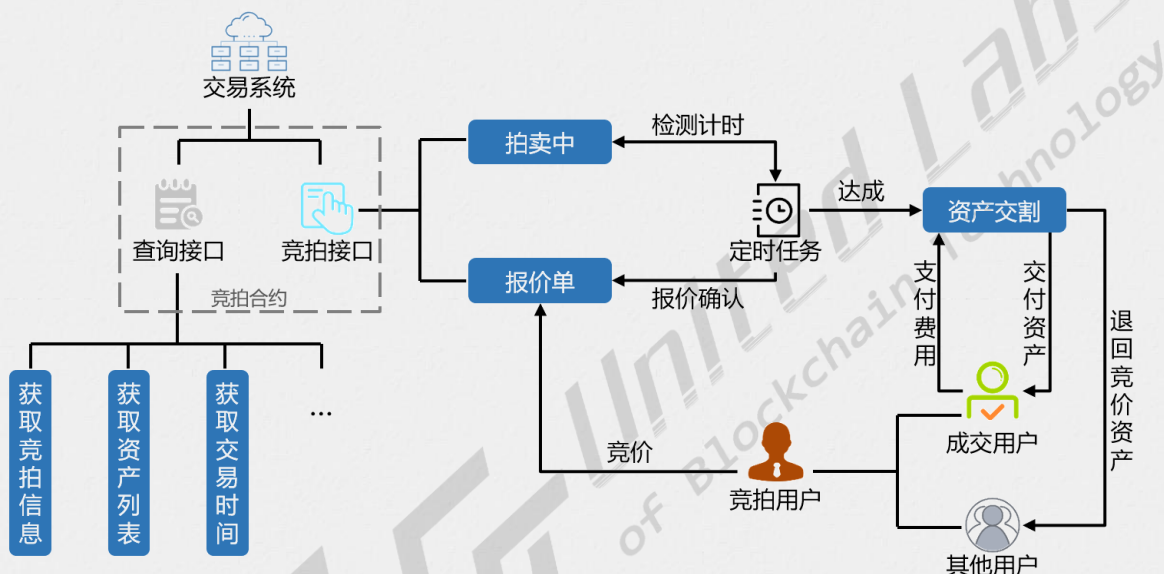 交易系统
查询接口
竞拍接口
竞拍合约
获取竞拍信息
获取资产列表
获取交易时间
...
拍卖中
检测计时
定时任务
报价单
报价确认
达成
资产交割
支付费用
交付资产
退回竞价资产
竞价
竞拍用户
成交用户
其他用户
United Lab
of Blockchain Technology